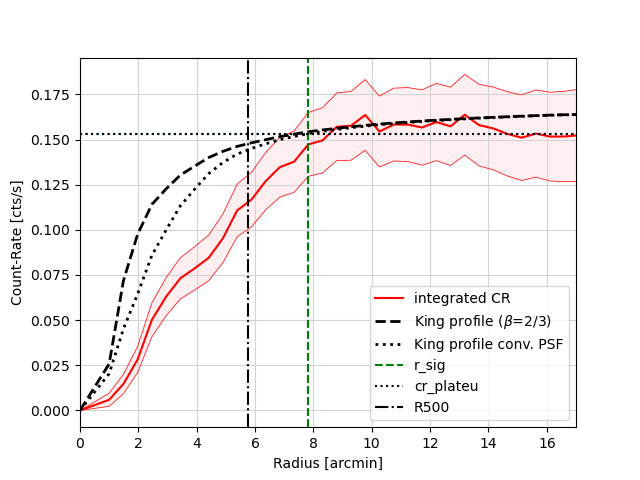 0.175
0.150
0.125
0.100
0.075
0.050
0.025
0.000
Count-Rate [cts/s]
integrated CR
King profile (β=2/3)
King profile conv. PSF
r_sig
cr_plateu
R500
0 2 4 6 8 10 12 14 16
Radius [arcmin]